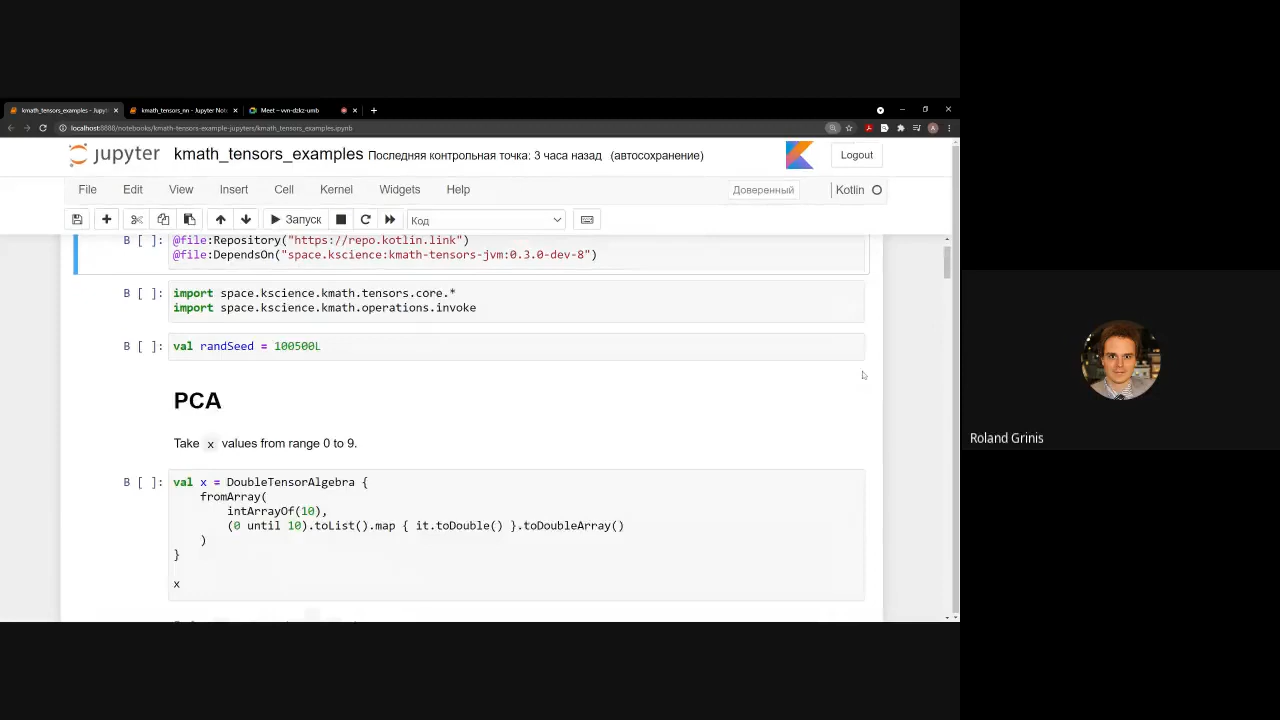 kmath_tensors_examples - Jupyt
kmath_tensors_nn - Jupyter Not
Meet – vvn-dzkz-umb
localhost:8888/notebooks/kmath-tensors-example-jupyters/kmath_tensors_examples.ipynb
jupyter kmath_tensors_examples Последняя контрольная точка: 3 часа назад (автосохранение) Logout
File Edit View Insert Cell Kernel Widgets Help Доверенный Kotlin
Запуск Код
B [ ]: @file:Repository("https://repo.kotlin.link")
@file:DependsOn("space.kscience:kmath-tensors-jvm:0.3.0-dev-8")
B [ ]: import space.kscience.kmath.tensors.core.*
import space.kscience.kmath.operations.invoke
B [ ]: val randSeed = 100500L
PCA
Take x values from range 0 to 9.
B [ ]: val x = DoubleTensorAlgebra {
fromArray(
intArrayOf(10),
(0 until 10).toList().map { it.toDouble() }.toDoubleArray()
)
}
x
Roland Grinis